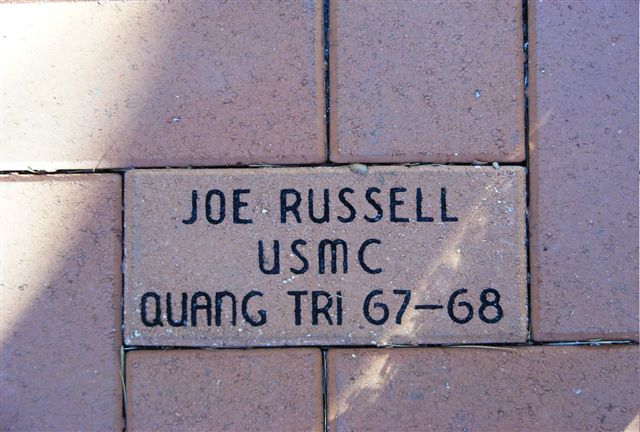 JOE RUSSELL
USMC
QUANG TRI 67-68